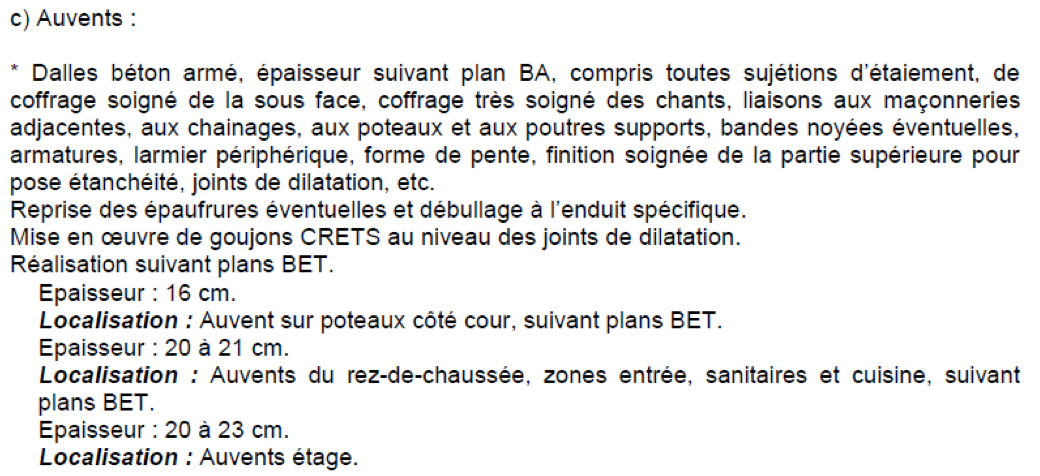 c) Auvents :
* Dalles béton armé, épaisseur suivant plan BA, compris toutes sujétions d'étaiement, de
coffrage soigné de la sous face, coffrage très soigné des chants, liaisons aux maçonneries
adjacentes, aux chainages, aux poteaux et aux poutres supports, bandes noyées éventuelles,
armatures, larmier périphérique, forme de pente, finition soignée de la partie supérieure pour
pose étanchéité, joints de dilatation, etc.
Reprise des épaufrures éventuelles et débullage à l'enduit spécifique.
Mise en œuvre de goujons CRETS au niveau des joints de dilatation.
Réalisation suivant plans BET.
Epaisseur : 16 cm.
Localisation : Auvent sur poteaux côté cour, suivant plans BET.
Epaisseur : 20 à 21 cm.
Localisation : Auvents du rez-de-chaussée, zones entrée, sanitaires et cuisine, suivant
plans BET.
Epaisseur : 20 à 23 cm.
Localisation : Auvents étage.